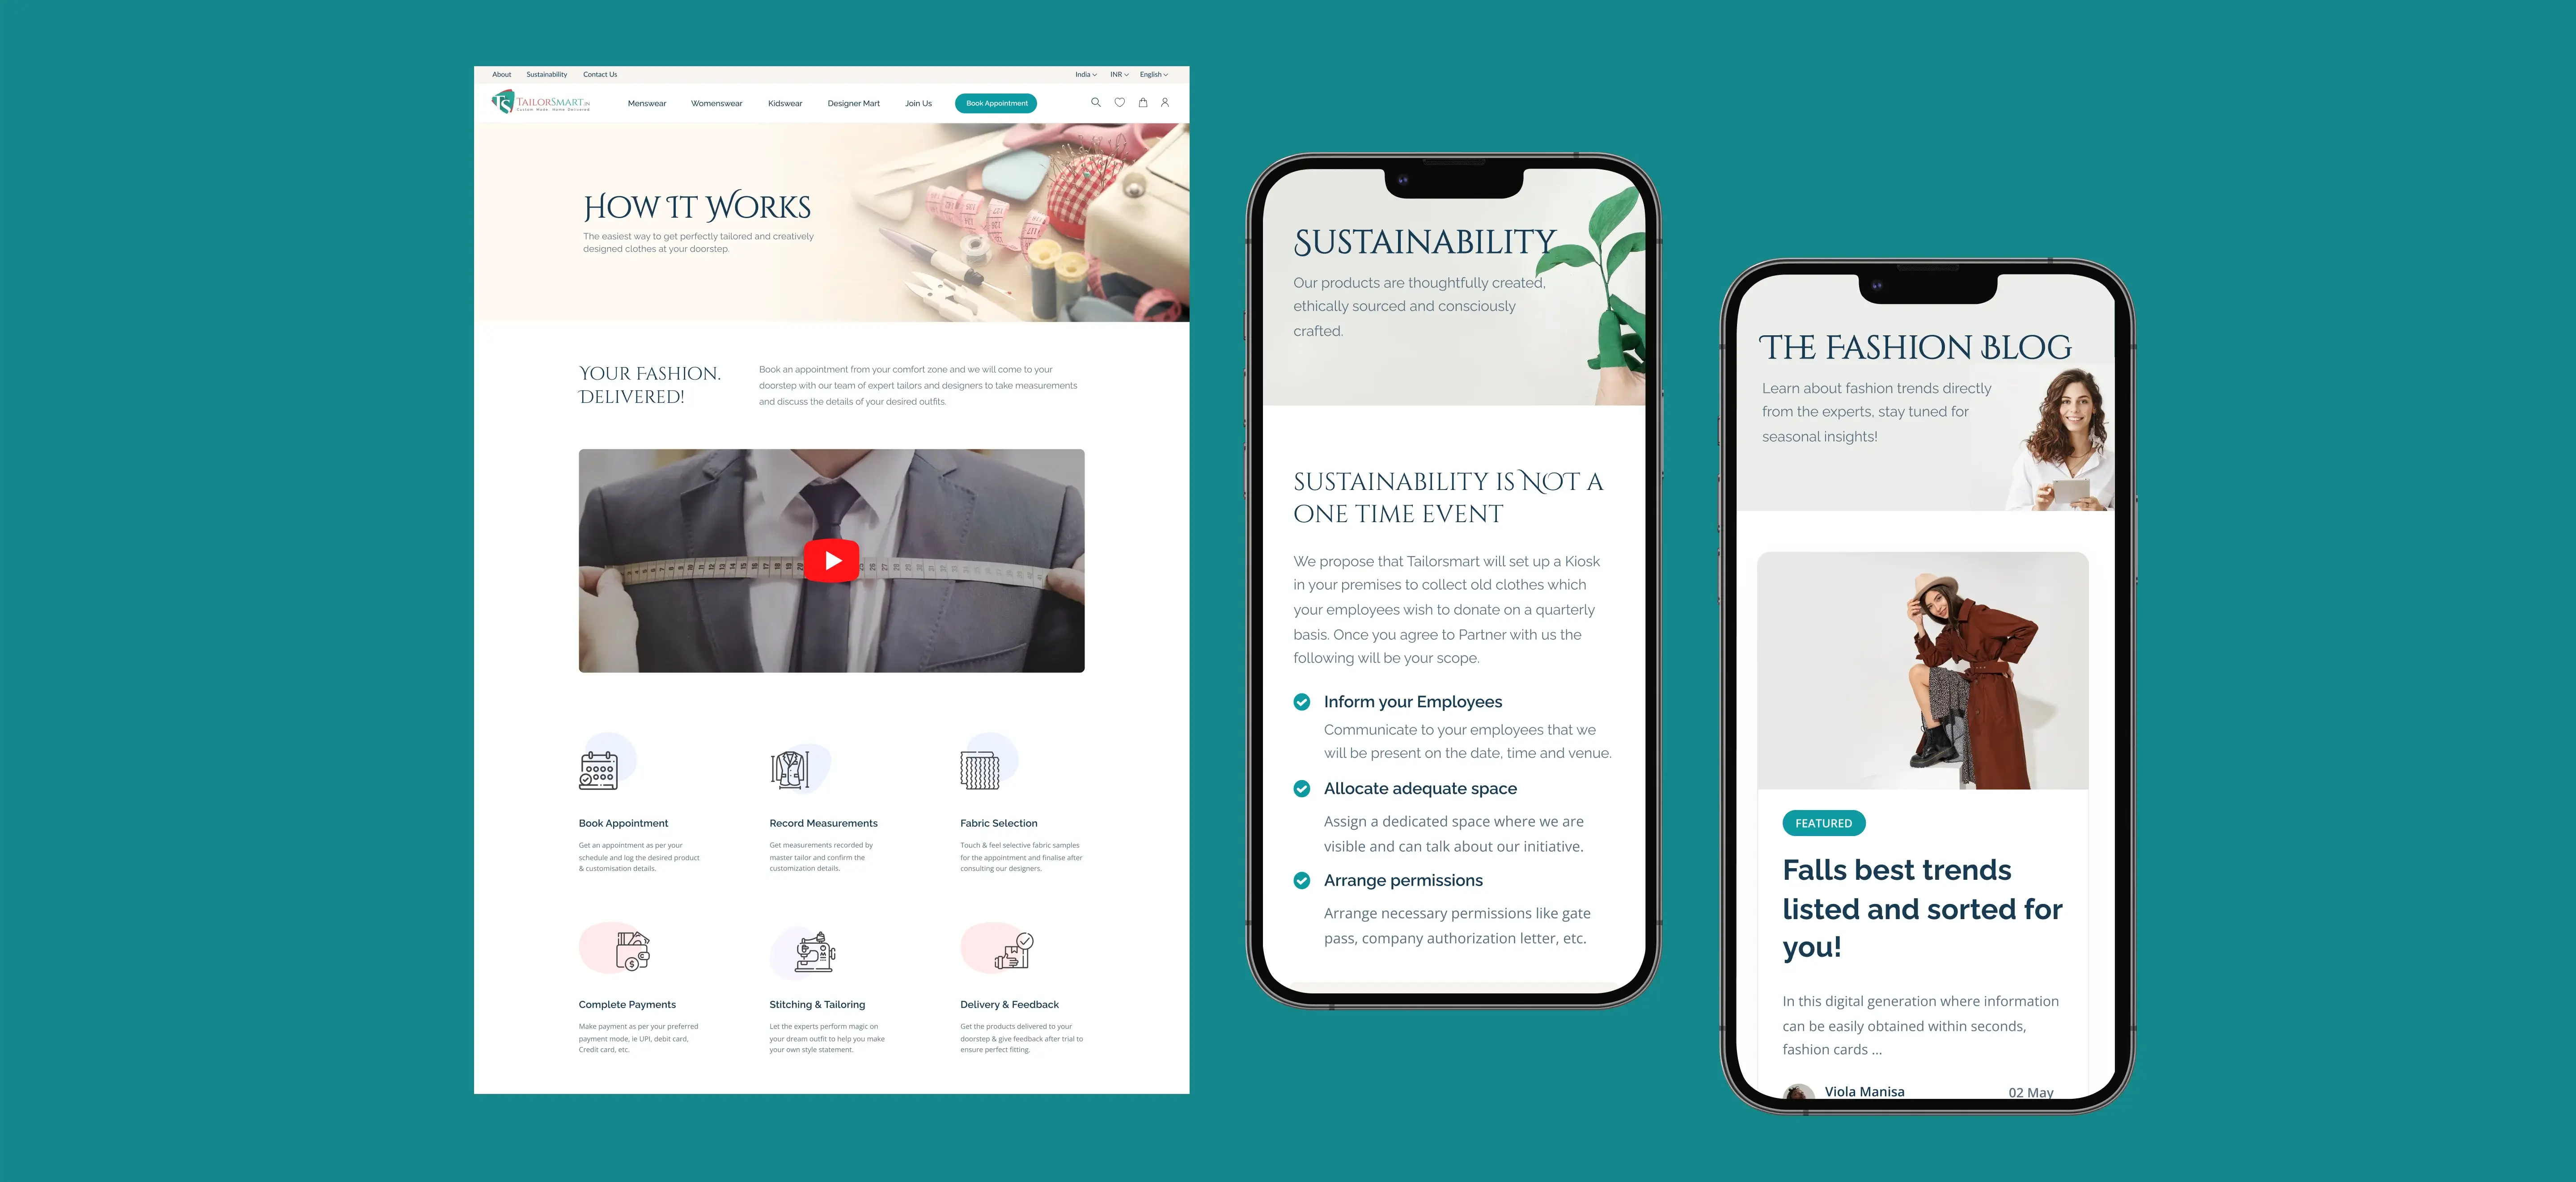 About Sustainability Contact Us India INR English
TS TAILORSMART.IN
Custom Made. Home Delivered.
Menswear Womenswear Kidswear Designer Mart Join Us Book Appointment
How It Works
The easiest way to get perfectly tailored and creatively
designed clothes at your doorstep.
Your Fashion.
Delivered!
Book an appointment from your comfort zone and we will come to your
doorstep with our team of expert tailors and designers to take measurements
and discuss the details of your desired outfits.
Book Appointment
Get an appointment as per your
schedule and log the desired product
& customisation details.
Record Measurements
Get measurements recorded by
master tailor and confirm the
customization details.
Fabric Selection
Touch & feel selective fabric samples
for the appointment and finalise after
consulting our designers.
Complete Payments
Make payment as per your preferred
payment mode, ie UPI, debit card,
Credit card, etc.
Stitching & Tailoring
Let the experts perform magic on
your dream outfit to help you make
your own style statement.
Delivery & Feedback
Get the products delivered to your
doorstep & give feedback after trial to
ensure perfect fitting.
Sustainability
Our products are thoughtfully created,
ethically sourced and consciously
crafted.
Sustainability is Not a
One Time Event
We propose that Tailorsmart will set up a Kiosk
in your premises to collect old clothes which
your employees wish to donate on a quarterly
basis. Once you agree to Partner with us the
following will be your scope.
Inform your Employees
Communicate to your employees that we
will be present on the date, time and venue.
Allocate adequate space
Assign a dedicated space where we are
visible and can talk about our initiative.
Arrange permissions
Arrange necessary permissions like gate
pass, company authorization letter, etc.
The Fashion Blog
Learn about fashion trends directly
from the experts, stay tuned for
seasonal insights!
FEATURED
Falls best trends
listed and sorted for
you!
In this digital generation where information
can be easily obtained within seconds,
fashion cards ...
Viola Manisa 02 May